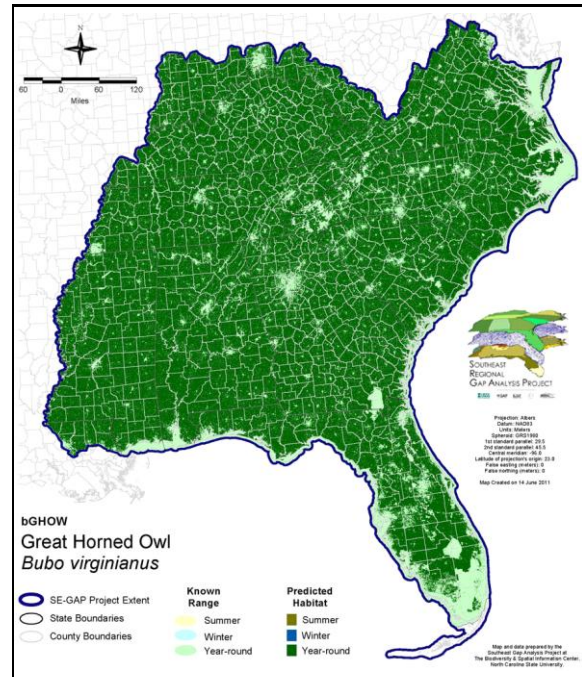 N
60 30 0 60 120
Miles
SOUTHEAST
REGIONAL
GAP ANALYSIS PROJECT
Projection: Albers
Datum: NAD83
Units: Meters
Spheroid: GRS1980
1st standard parallel: 29.5
2nd standard parallel: 45.5
Central meridian: -96.0
Latitude of projection's origin: 23.0
False easting (meters): 0
False northing (meters): 0
Map Created on 14 June 2011
bGHOW
Great Horned Owl
Bubo virginianus
SE-GAP Project Extent
State Boundaries
County Boundaries
Known
Range
Summer
Winter
Year-round
Predicted
Habitat
Summer
Winter
Year-round
Map and data prepared by the
Southeast Gap Analysis Project at
The Biodiversity & Spatial Information Center,
North Carolina State University.